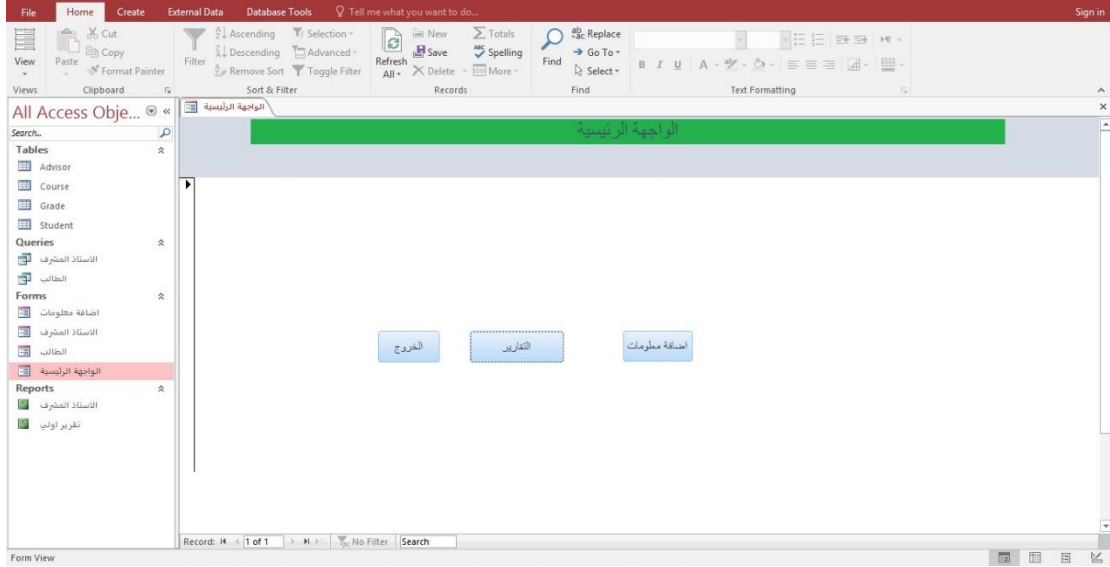 File Home Create External Data Database Tools Tell me what you want to do... Sign in
Cut
Copy
Format Painter
View
Paste
Filter
Ascending
Descending
Remove Sort
Selection
Advanced
Toggle Filter
Refresh All
New
Save
Delete
Totals
Spelling
More
Find
Replace
Go To
Select
B I U A
Views Clipboard Sort & Filter Records Find Text Formatting
All Access Obje...
Search...
Tables
Advisor
Course
Grade
Student
Queries
الاستاذ المشرف
الطالب
Forms
اضافة معلومات
الاستاذ المشرف
الطالب
الواجهة الرئيسية
Reports
الاستاذ المشرف
تقرير اولي
الواجهة الرئيسية
الواجهة الرئيسية
اضافة معلومات
التقارير
الخروج
Record: 1 of 1 No Filter Search
Form View